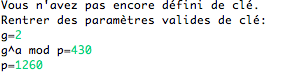 Vous n'avez pas encore défini de clé.
Rentrer des paramètres valides de clé:
g=2
g^a mod p=430
p=1260